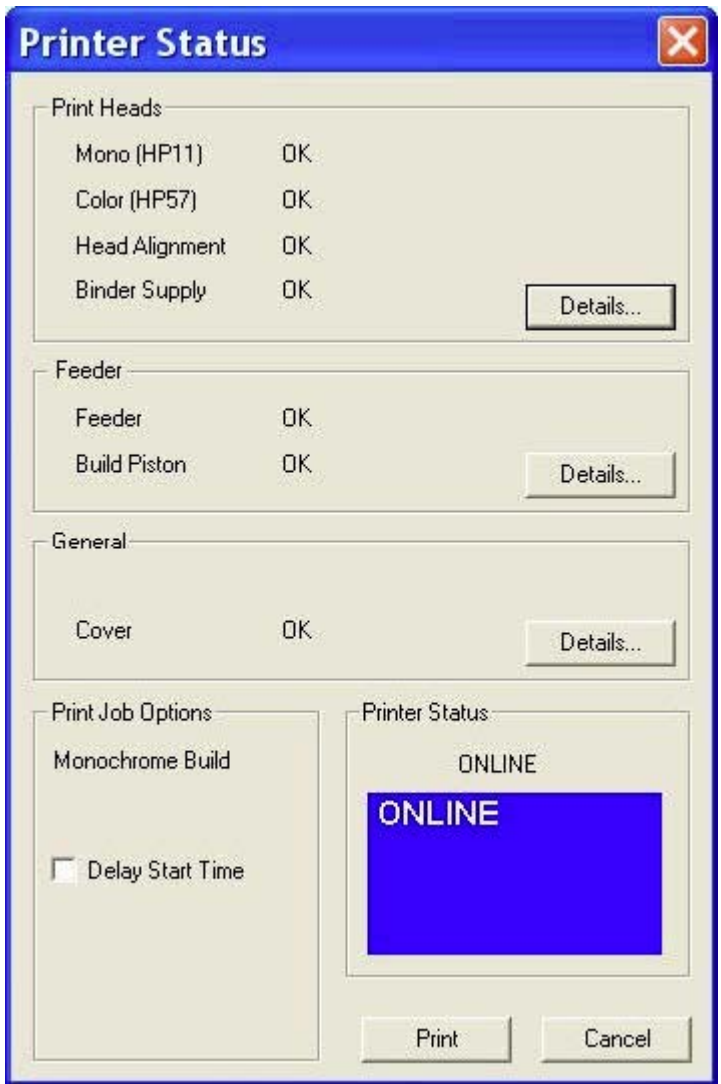 Printer Status
Print Heads
Mono (HP11) OK
Color (HP57) OK
Head Alignment OK
Binder Supply OK
Details...
Feeder
Feeder OK
Build Piston OK
Details...
General
Cover OK
Details...
Print Job Options
Monochrome Build
Delay Start Time
Printer Status
ONLINE
ONLINE
Print
Cancel